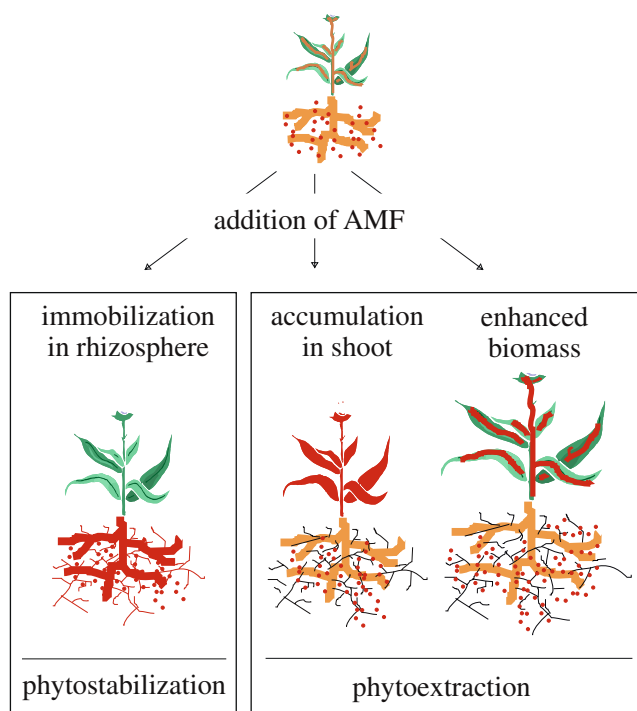 addition of AMF
immobilization
in rhizosphere
accumulation
in shoot
enhanced
biomass
phytostabilization
phytoextraction